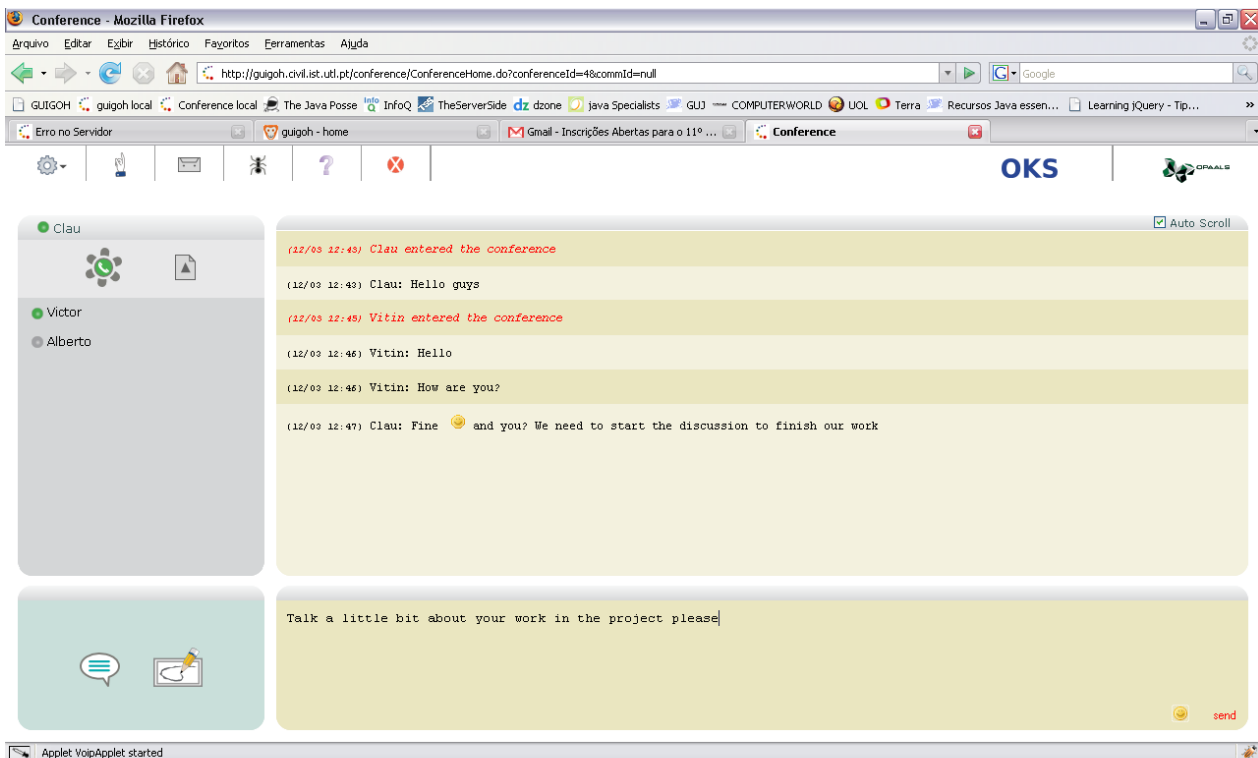 Conference - Mozilla Firefox
Arquivo Editar Exibir Histórico Favoritos Ferramentas Ajuda
http://guigoh.civil.ist.utl.pt/conference/ConferenceHome.do?conferenceId=4&commId=null G Google
GUIGOH guigoh local Conference local The Java Posse Info Q InfoQ TheServerSide dz dzone java Specialists GUJ COMPUTERWORLD UOL Terra Recursos Java essen... Learning jQuery - Tip... »
Erro no Servidor guigoh - home Gmail - Inscrições Abertas para o 11º ... Conference
? OKS OPAALS
Clau Auto Scroll
(12/03 12:43) Clau entered the conference
(12/03 12:43) Clau: Hello guys
Victor
(12/03 12:45) Vitin entered the conference
Alberto
(12/03 12:46) Vitin: Hello
(12/03 12:46) Vitin: How are you?
(12/03 12:47) Clau: Fine and you? We need to start the discussion to finish our work
Talk a little bit about your work in the project please
send
Applet VoipApplet started